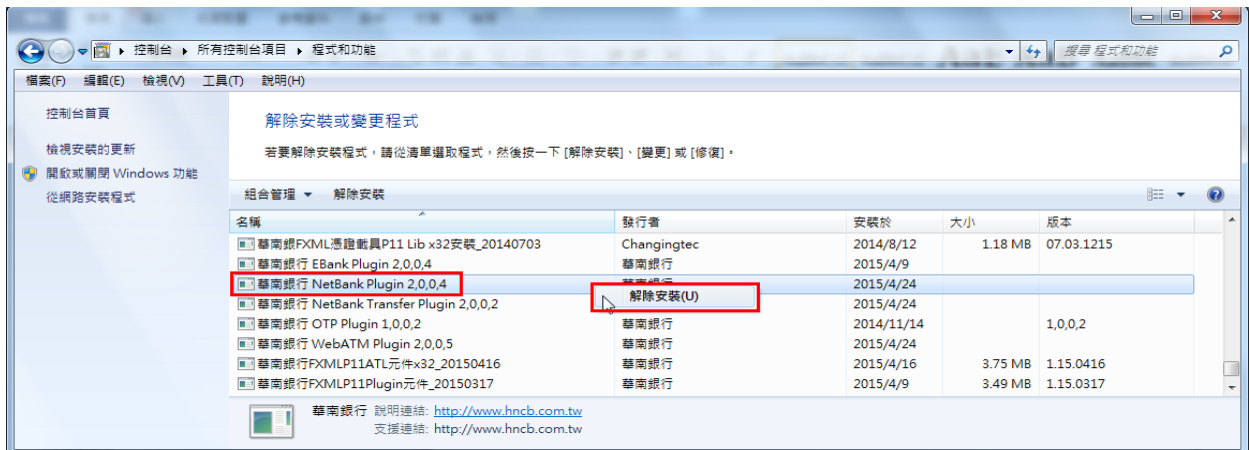 控制台 ▸ 所有控制台項目 ▸ 程式和功能
搜尋 程式和功能
檔案(F) 編輯(E) 檢視(V) 工具(T) 說明(H)
控制台首頁
檢視安裝的更新
開啟或關閉 Windows 功能
從網路安裝程式
解除安裝或變更程式
若要解除安裝程式，請從清單選取程式，然後按一下 [解除安裝]、[變更] 或 [修復]。
組合管理 ▼ 解除安裝
名稱 發行者 安裝於 大小 版本
華南銀FXML憑證載具P11 Lib x32安裝_20140703 Changingtec 2014/8/12 1.18 MB 07.03.1215
華南銀行 EBank Plugin 2,0,0,4 華南銀行 2015/4/9
華南銀行 NetBank Plugin 2,0,0,4 華南銀行 2015/4/24
解除安裝(U)
華南銀行 NetBank Transfer Plugin 2,0,0,2 2015/4/24
華南銀行 OTP Plugin 1,0,0,2 華南銀行 2014/11/14 1,0,0,2
華南銀行 WebATM Plugin 2,0,0,5 華南銀行 2015/4/24
華南銀行FXMLP11ATL元件x32_20150416 華南銀行 2015/4/16 3.75 MB 1.15.0416
華南銀行FXMLP11Plugin元件_20150317 華南銀行 2015/4/9 3.49 MB 1.15.0317
華南銀行 說明連結: http://www.hncb.com.tw
支援連結: http://www.hncb.com.tw